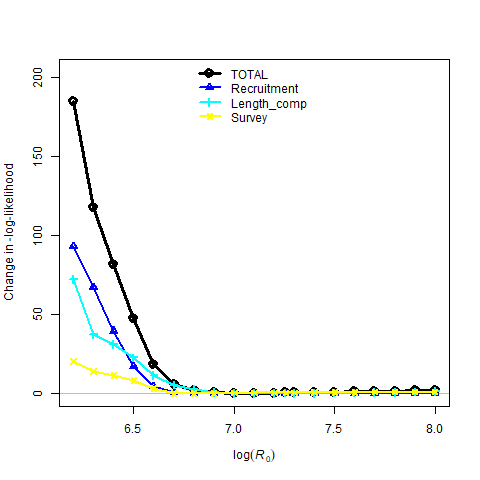 TOTAL
Recruitment
Length_comp
Survey
Change in -log-likelihood
200
150
100
50
0
6.5 7.0 7.5 8.0
log(R0)